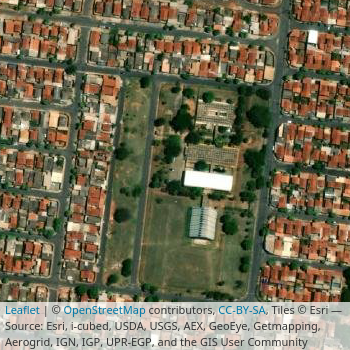 Leaflet | © OpenStreetMap contributors, CC-BY-SA, Tiles © Esri —
Source: Esri, i-cubed, USDA, USGS, AEX, GeoEye, Getmapping,
Aerogrid, IGN, IGP, UPR-EGP, and the GIS User Community